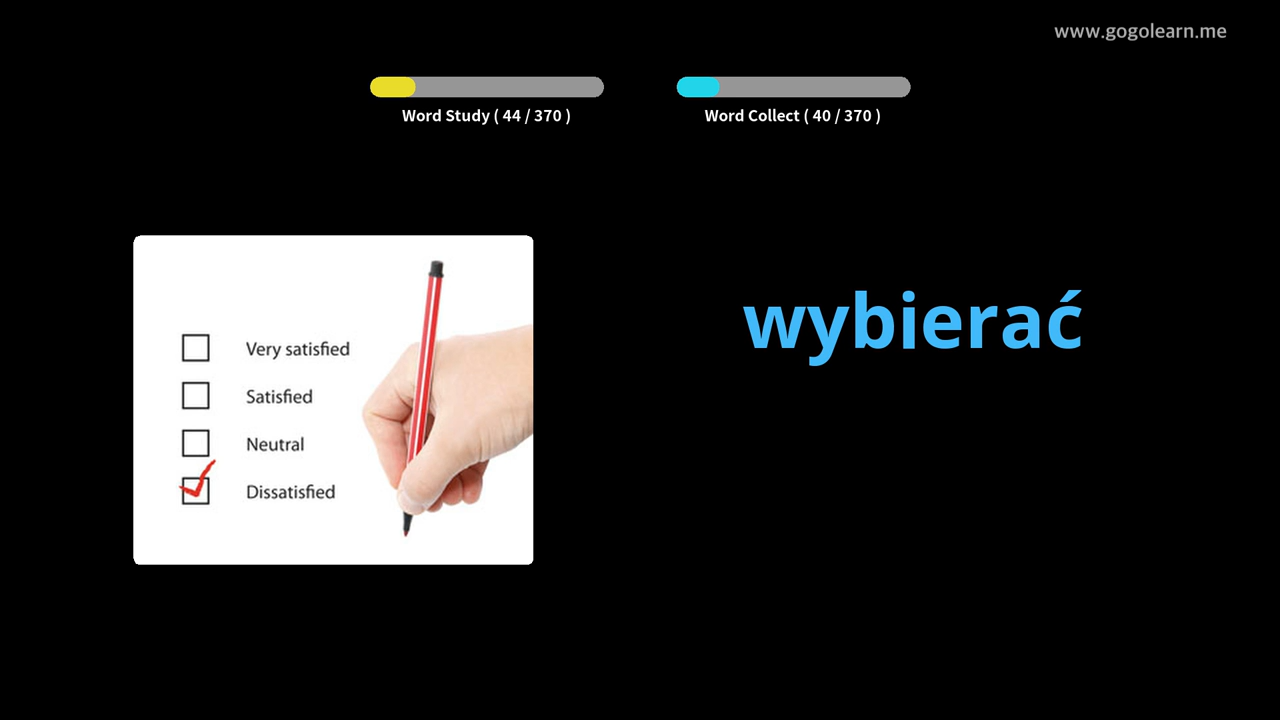 www.gogolearn.me
Word Study ( 44 / 370 )
Word Collect ( 40 / 370 )
Very satisfied
Satisfied
Neutral
Dissatisfied
wybierać